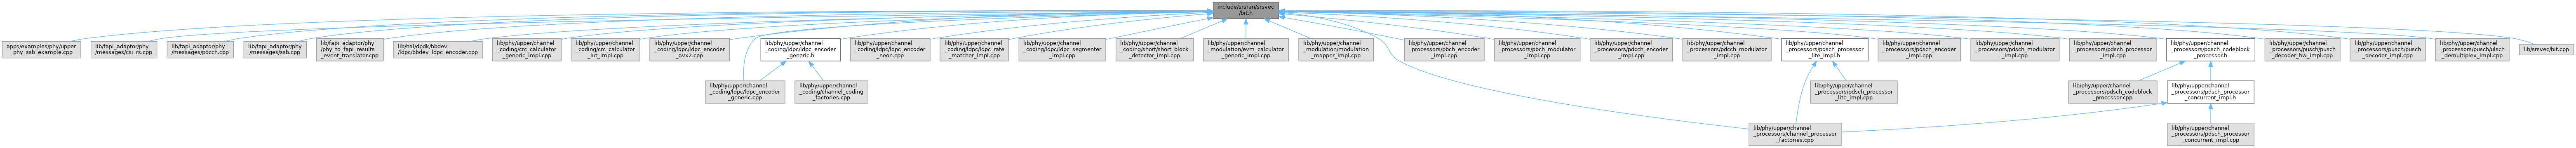 include/srsran/srsvec
/bit.h
apps/examples/phy/upper
_phy_ssb_example.cpp
lib/fapi_adaptor/phy
/messages/csi_rs.cpp
lib/fapi_adaptor/phy
/messages/pdcch.cpp
lib/fapi_adaptor/phy
/messages/ssb.cpp
lib/fapi_adaptor/phy
/phy_to_fapi_results
_event_translator.cpp
lib/hal/dpdk/bbdev
/ldpc/bbdev_ldpc_encoder.cpp
lib/phy/upper/channel
_coding/crc_calculator
_generic_impl.cpp
lib/phy/upper/channel
_coding/crc_calculator
_lut_impl.cpp
lib/phy/upper/channel
_coding/ldpc/ldpc_encoder
_avx2.cpp
lib/phy/upper/channel
_coding/ldpc/ldpc_encoder
_generic.h
lib/phy/upper/channel
_coding/ldpc/ldpc_encoder
_neon.cpp
lib/phy/upper/channel
_coding/ldpc/ldpc_rate
_matcher_impl.cpp
lib/phy/upper/channel
_coding/ldpc_segmenter
_impl.cpp
lib/phy/upper/channel
_coding/short/short_block
_detector_impl.cpp
lib/phy/upper/channel
_modulation/evm_calculator
_generic_impl.cpp
lib/phy/upper/channel
_modulation/modulation
_mapper_impl.cpp
lib/phy/upper/channel
_processors/pbch_encoder
_impl.cpp
lib/phy/upper/channel
_processors/pbch_modulator
_impl.cpp
lib/phy/upper/channel
_processors/pdcch_encoder
_impl.cpp
lib/phy/upper/channel
_processors/pdcch_modulator
_impl.cpp
lib/phy/upper/channel
_processors/pdsch_processor
_lite_impl.h
lib/phy/upper/channel
_processors/pdsch_encoder
_impl.cpp
lib/phy/upper/channel
_processors/pdsch_modulator
_impl.cpp
lib/phy/upper/channel
_processors/pdsch_processor
_impl.cpp
lib/phy/upper/channel
_processors/pdsch_codeblock
_processor.h
lib/phy/upper/channel
_processors/pusch/pusch
_decoder_hw_impl.cpp
lib/phy/upper/channel
_processors/pusch/pusch
_decoder_impl.cpp
lib/phy/upper/channel
_processors/pusch/ulsch
_demultiplex_impl.cpp
lib/srsvec/bit.cpp
lib/phy/upper/channel
_coding/ldpc/ldpc_encoder
_generic.cpp
lib/phy/upper/channel
_coding/channel_coding
_factories.cpp
lib/phy/upper/channel
_processors/pdsch_processor
_lite_impl.cpp
lib/phy/upper/channel
_processors/pdsch_codeblock
_processor.cpp
lib/phy/upper/channel
_processors/pdsch_processor
_concurrent_impl.h
lib/phy/upper/channel
_processors/channel_processor
_factories.cpp
lib/phy/upper/channel
_processors/pdsch_processor
_concurrent_impl.cpp